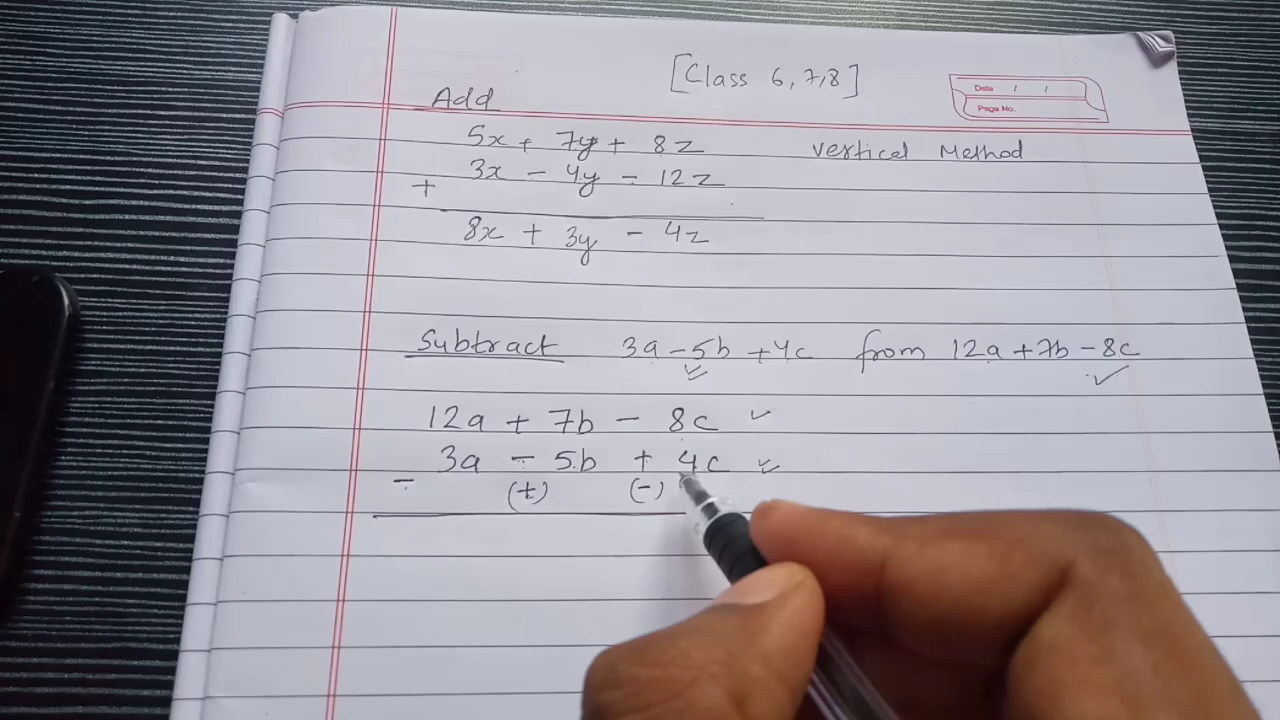 [Class 6, 7, 8]
Date / /
Page No.
Add
5x + 7y + 8z
Vertical Method
3x - 4y - 12z
+
8x + 3y - 4z
Subtract 3a - 5b + 4c from 12a + 7b - 8c
12a + 7b - 8c ✓
3a - 5b + 4c ✓
- (+) (-)